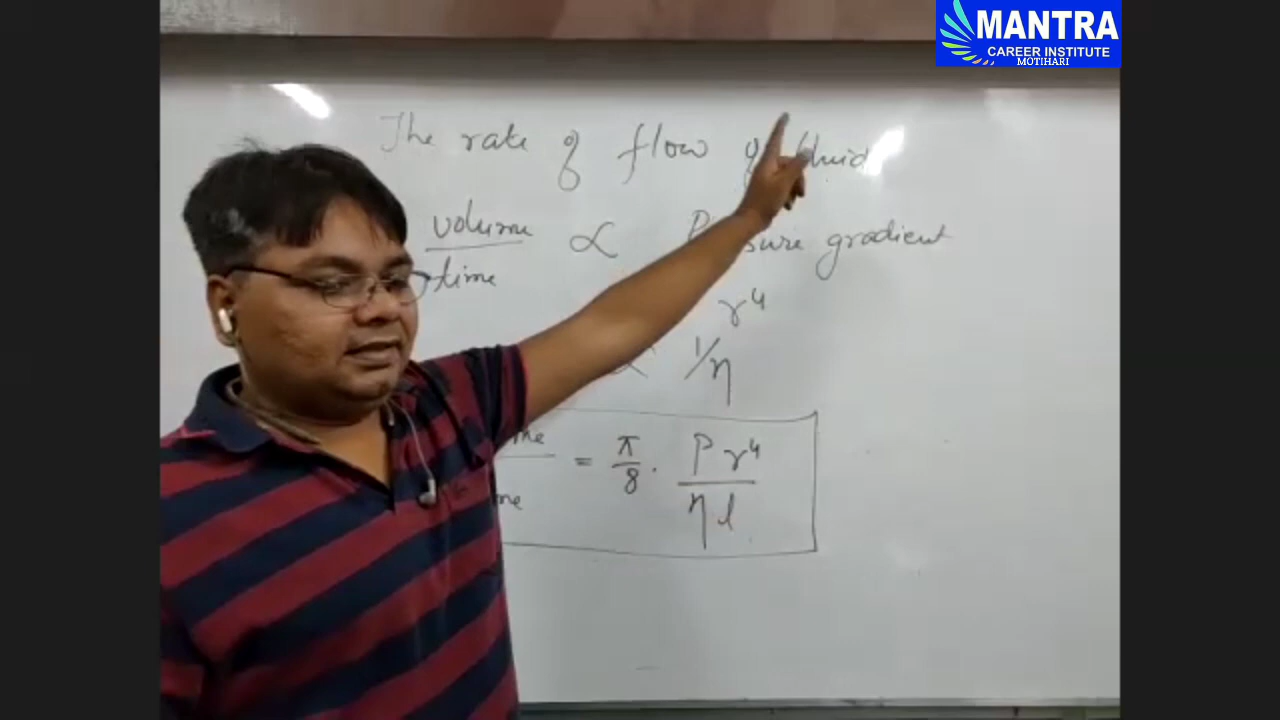 MANTRA
CAREER INSTITUTE
MOTIHARI
The rate of flow of fluid
volume / time ∝ Pressure gradient
r⁴
∝ 1/η
= π/8 . P r⁴ / η l